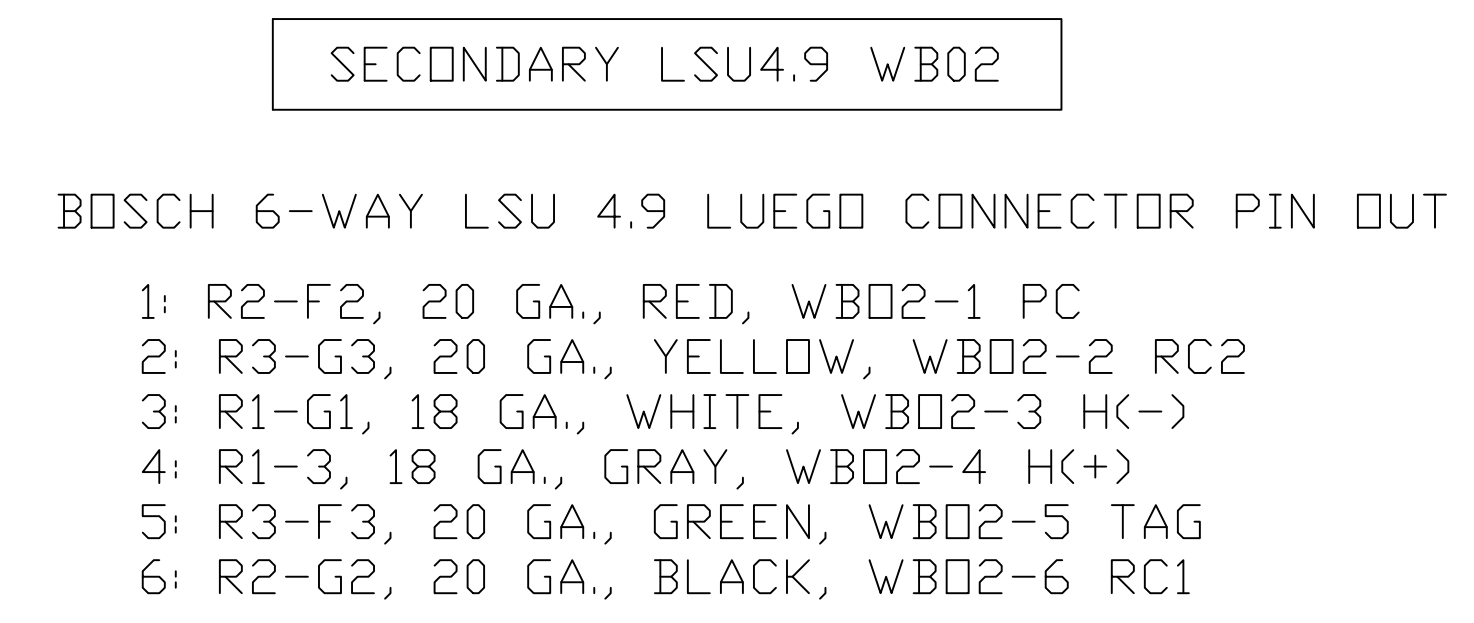 SECONDARY LSU4.9 WB02
BOSCH 6-WAY LSU 4.9 LUEGO CONNECTOR PIN OUT
1: R2-F2, 20 GA., RED, WBO2-1 PC
2: R3-G3, 20 GA., YELLOW, WBO2-2 RC2
3: R1-G1, 18 GA., WHITE, WBO2-3 H(-)
4: R1-3, 18 GA., GRAY, WBO2-4 H(+)
5: R3-F3, 20 GA., GREEN, WBO2-5 TAG
6: R2-G2, 20 GA., BLACK, WBO2-6 RC1